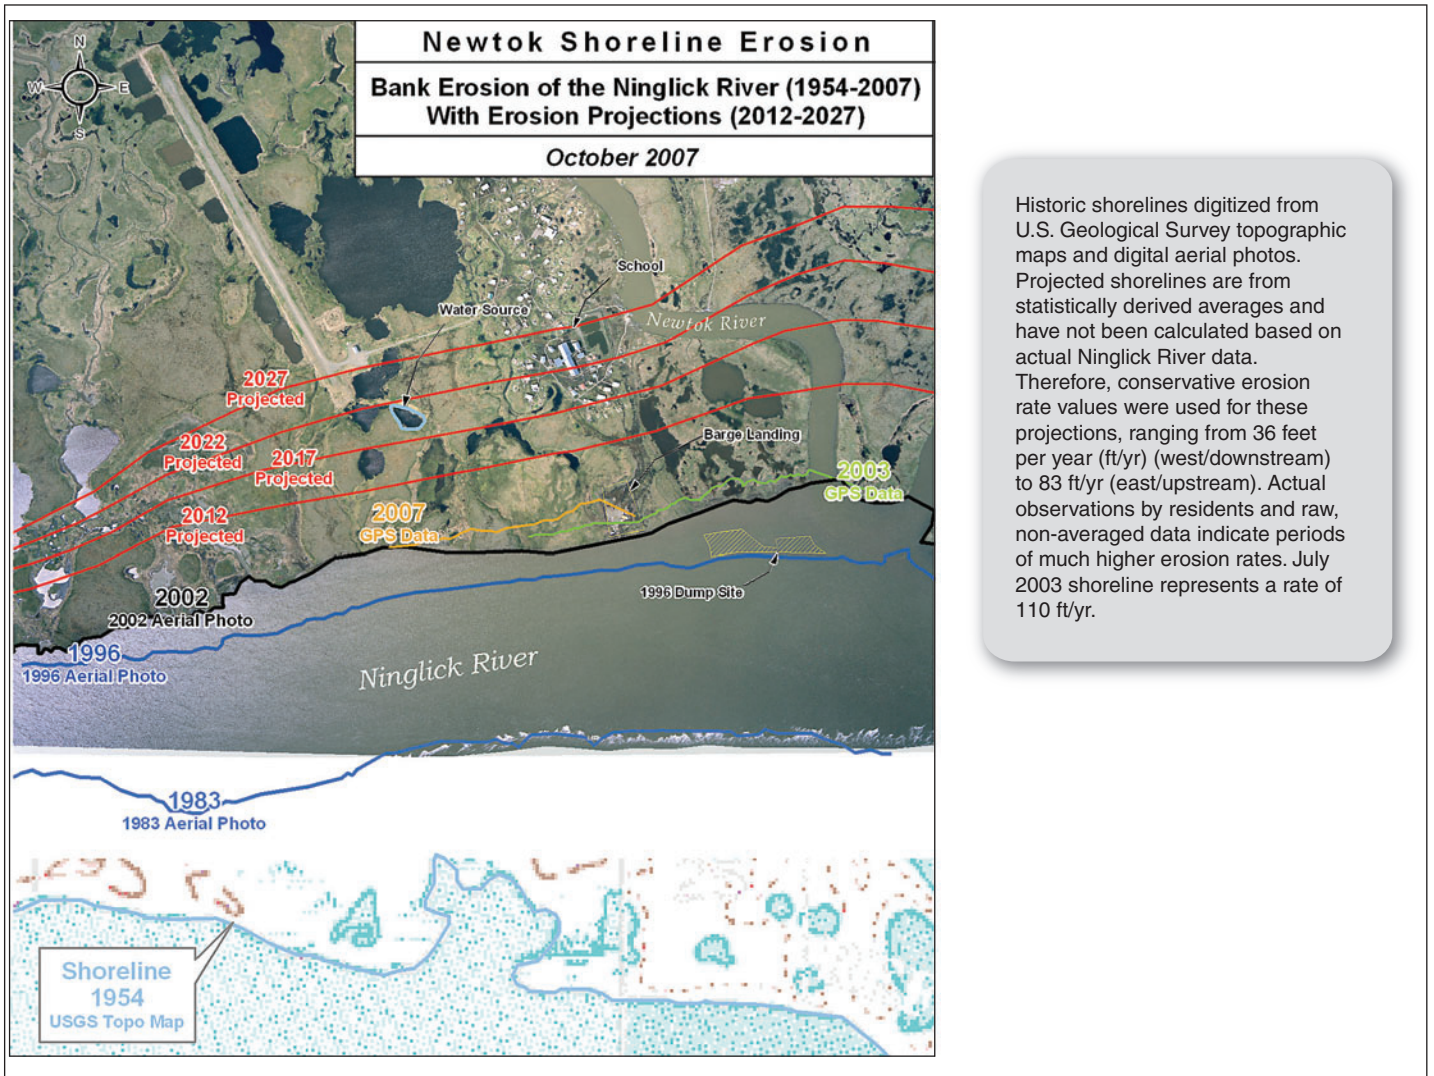 Newtok Shoreline Erosion
Bank Erosion of the Ninglick River (1954-2007)
With Erosion Projections (2012-2027)
October 2007
N
W
E
S
School
Water Source
Newtok River
2027
Projected
2022
Projected
2017
Projected
2012
Projected
Barge Landing
2003
GPS Data
2007
GPS Data
1996 Dump Site
2002
2002 Aerial Photo
1996
1996 Aerial Photo
Ninglick River
1983
1983 Aerial Photo
Shoreline
1954
USGS Topo Map
Historic shorelines digitized from
U.S. Geological Survey topographic
maps and digital aerial photos.
Projected shorelines are from
statistically derived averages and
have not been calculated based on
actual Ninglick River data.
Therefore, conservative erosion
rate values were used for these
projections, ranging from 36 feet
per year (ft/yr) (west/downstream)
to 83 ft/yr (east/upstream). Actual
observations by residents and raw,
non-averaged data indicate periods
of much higher erosion rates. July
2003 shoreline represents a rate of
110 ft/yr.